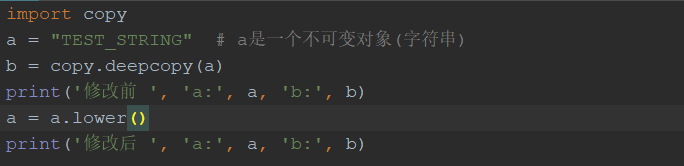 import copy
a = "TEST_STRING"  # a是一个不可变对象(字符串)
b = copy.deepcopy(a)
print('修改前 ', 'a:', a, 'b:', b)
a = a.lower()
print('修改后 ', 'a:', a, 'b:', b)